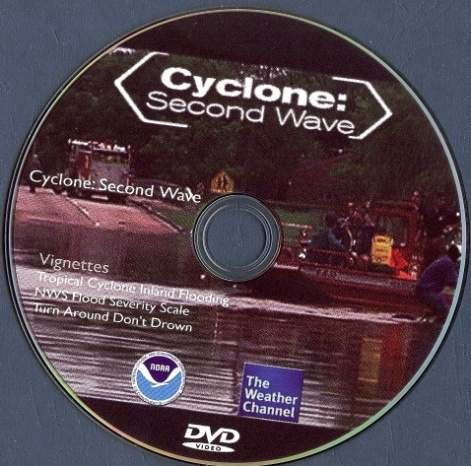 Cyclone:
Second Wave
Cyclone: Second Wave
Vignettes
Tropical Cyclone Inland Flooding
NWS Flood Severity Scale
Turn Around Don't Drown
NOAA
The
Weather
Channel
DVD
VIDEO